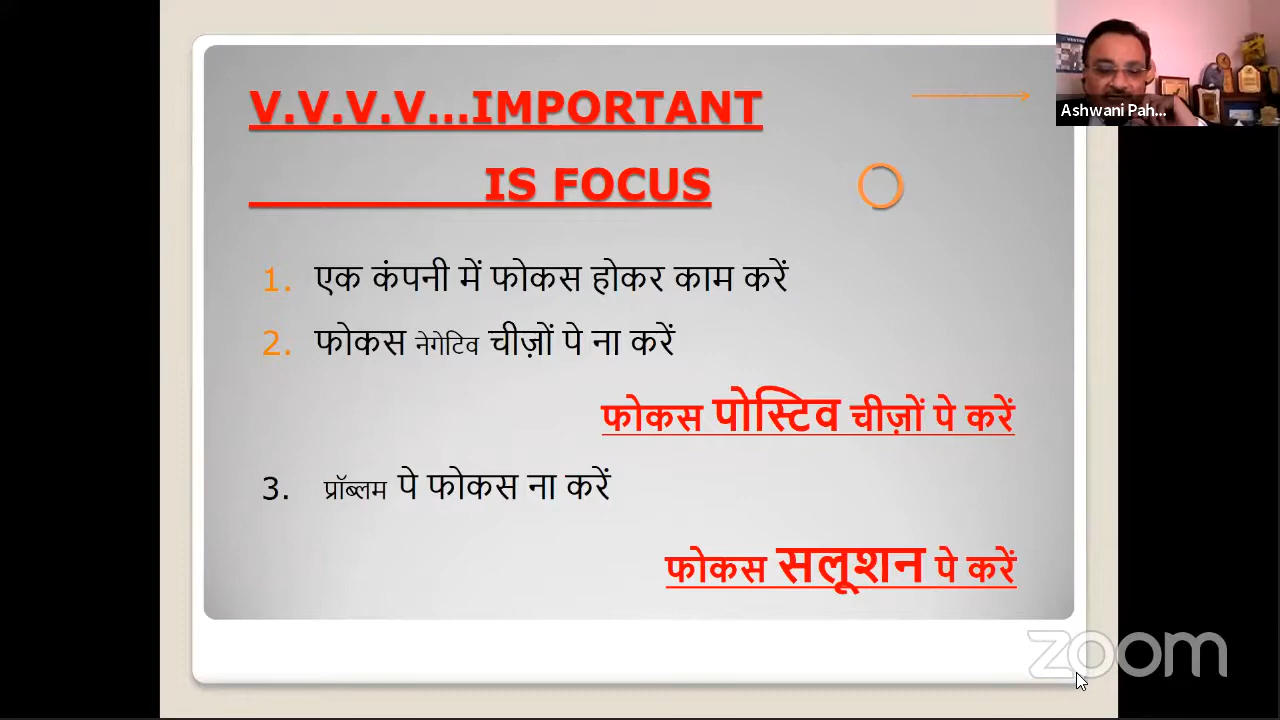 V.V.V.V...IMPORTANT
IS FOCUS
1. एक कंपनी में फोकस होकर काम करें
2. फोकस नेगेटिव चीज़ों पे ना करें
फोकस पोस्टिव चीज़ों पे करें
3. प्रॉब्लम पे फोकस ना करें
फोकस सलूशन पे करें
Ashwani Pah...
zoom